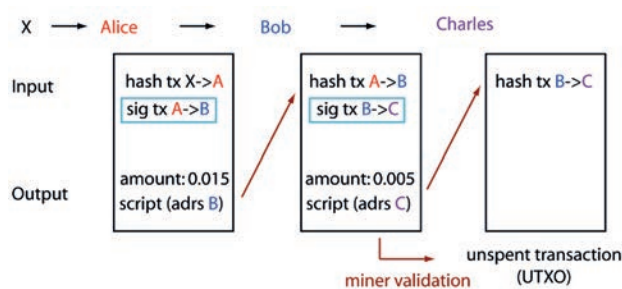 X Alice Bob Charles
Input
hash tx X->A
sig tx A->B
hash tx A->B
sig tx B->C
hash tx B->C
Output
amount: 0.015
script (adrs B)
amount: 0.005
script (adrs C)
miner validation
unspent transaction
(UTXO)